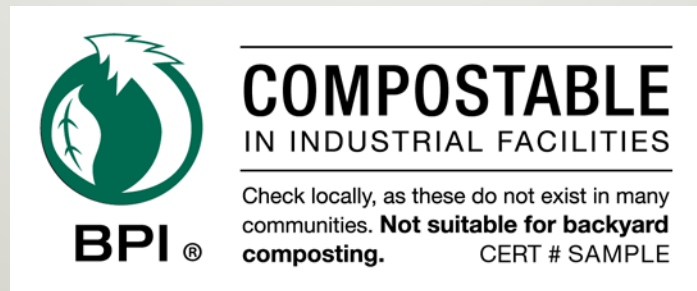 COMPOSTABLE
IN INDUSTRIAL FACILITIES
Check locally, as these do not exist in many
communities. Not suitable for backyard
composting. CERT # SAMPLE
BPI ®